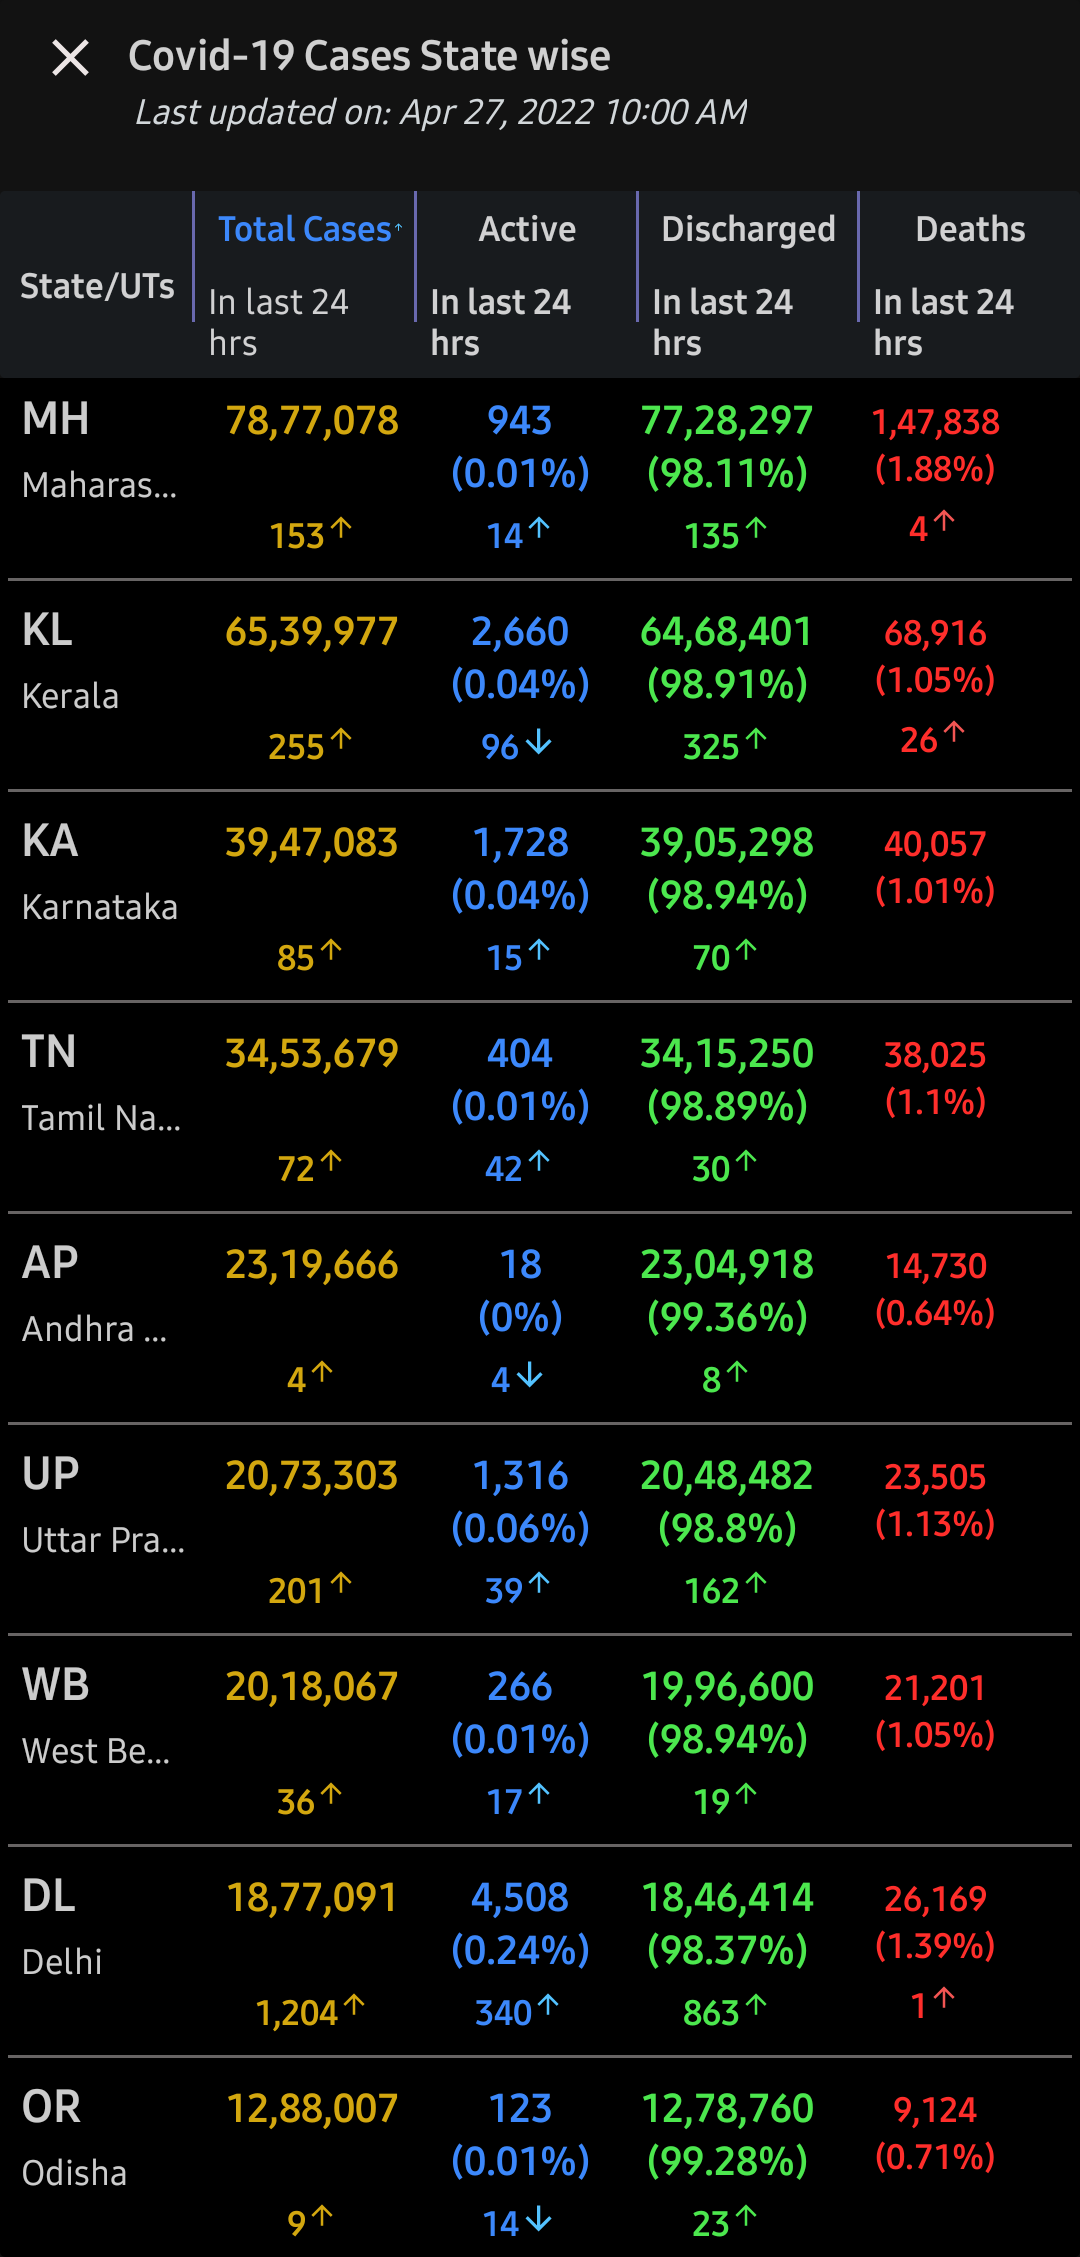 Covid-19 Cases State wise
Last updated on: Apr 27, 2022 10:00 AM
State/UTs
Total Cases↑ Active Discharged Deaths
In last 24 hrs In last 24 hrs In last 24 hrs In last 24 hrs
MH 78,77,078 943 77,28,297 1,47,838
Maharas... (0.01%) (98.11%) (1.88%)
153↑ 14↑ 135↑ 4↑
KL 65,39,977 2,660 64,68,401 68,916
Kerala (0.04%) (98.91%) (1.05%)
255↑ 96↓ 325↑ 26↑
KA 39,47,083 1,728 39,05,298 40,057
Karnataka (0.04%) (98.94%) (1.01%)
85↑ 15↑ 70↑
TN 34,53,679 404 34,15,250 38,025
Tamil Na... (0.01%) (98.89%) (1.1%)
72↑ 42↑ 30↑
AP 23,19,666 18 23,04,918 14,730
Andhra ... (0%) (99.36%) (0.64%)
4↑ 4↓ 8↑
UP 20,73,303 1,316 20,48,482 23,505
Uttar Pra... (0.06%) (98.8%) (1.13%)
201↑ 39↑ 162↑
WB 20,18,067 266 19,96,600 21,201
West Be... (0.01%) (98.94%) (1.05%)
36↑ 17↑ 19↑
DL 18,77,091 4,508 18,46,414 26,169
Delhi (0.24%) (98.37%) (1.39%)
1,204↑ 340↑ 863↑ 1↑
OR 12,88,007 123 12,78,760 9,124
Odisha (0.01%) (99.28%) (0.71%)
9↑ 14↓ 23↑